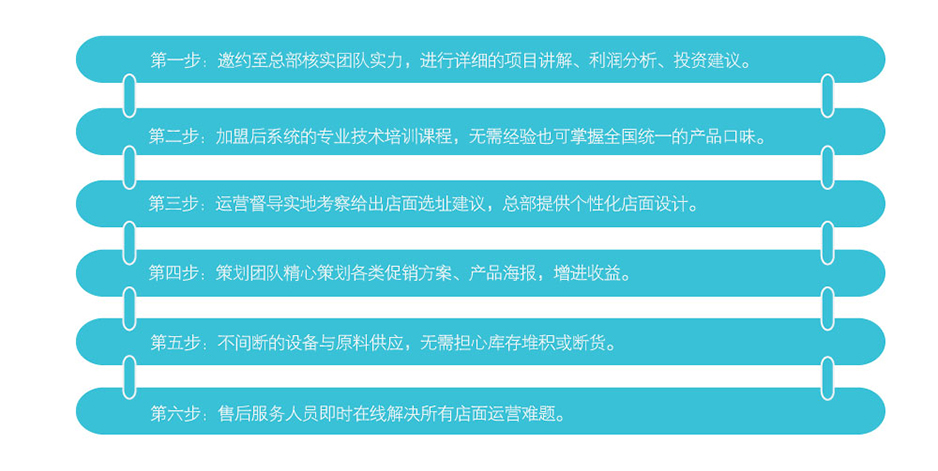 第一步：邀约至总部核实团队实力，进行详细的项目讲解、利润分析、投资建议。
第二步：加盟后系统的专业技术培训课程，无需经验也可掌握全国统一的产品口味。
第三步：运营督导实地考察给出店面选址建议，总部提供个性化店面设计。
第四步：策划团队精心策划各类促销方案、产品海报，增进收益。
第五步：不间断的设备与原料供应，无需担心库存堆积或断货。
第六步：售后服务人员即时在线解决所有店面运营难题。